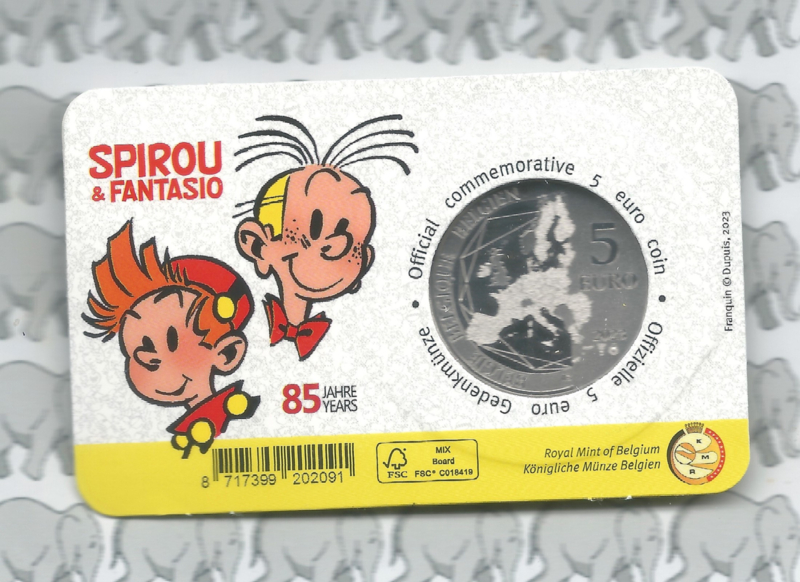 SPIROU
& FANTASIO
85 JAHRE
YEARS
• Official commemorative 5 euro coin •
Offizielle 5 euro Gedenkmünze
BELGIEN
5
EURO
Franquin © Dupuis, 2023
8 717399 202091
FSC
MIX
Board
FSC® C018419
Royal Mint of Belgium
Königliche Münze Belgien
K
M
R